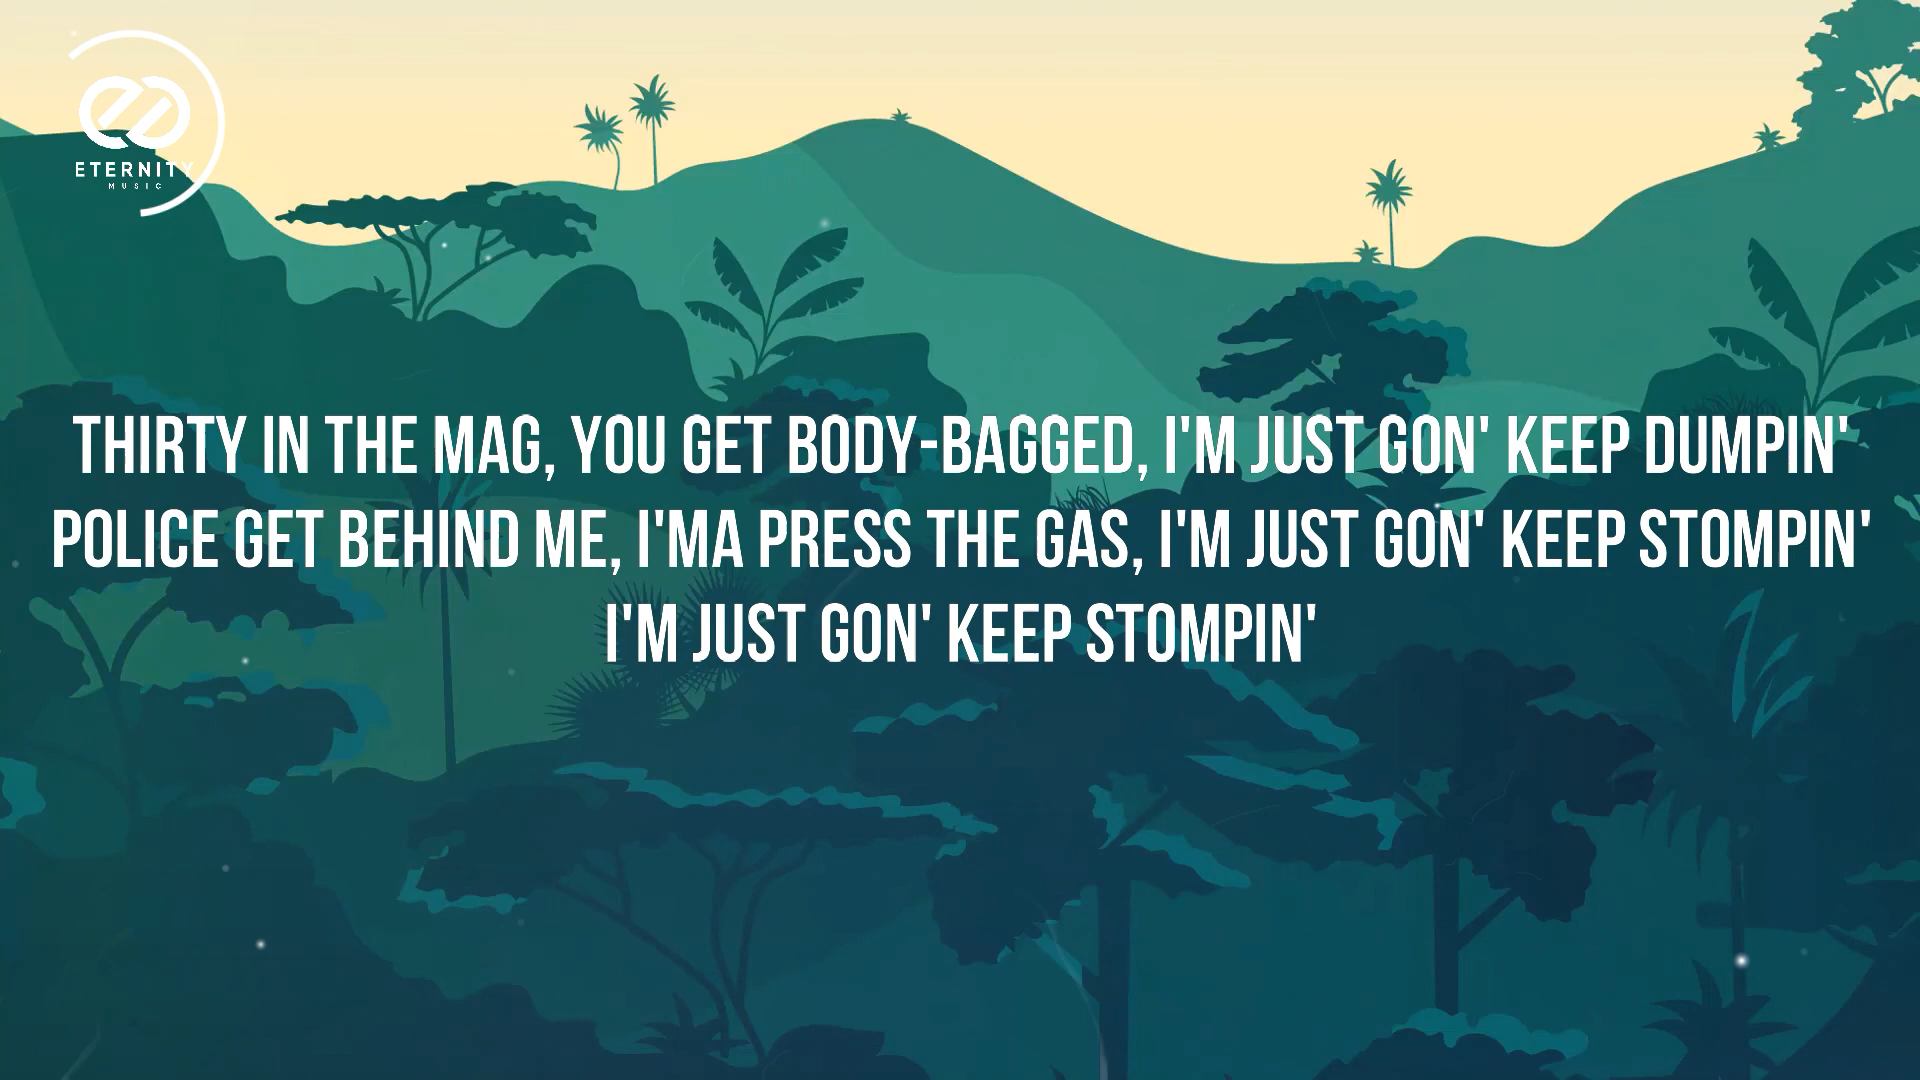 ETERNITY
MUSIC
THIRTY IN THE MAG, YOU GET BODY-BAGGED, I'M JUST GON' KEEP DUMPIN'
POLICE GET BEHIND ME, I'MA PRESS THE GAS, I'M JUST GON' KEEP STOMPIN'
I'M JUST GON' KEEP STOMPIN'